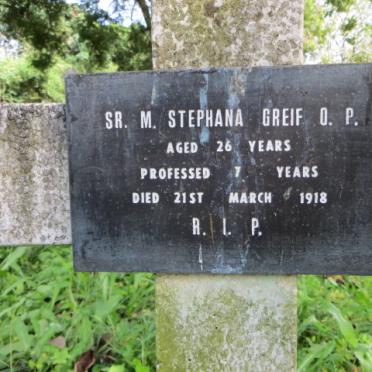 SR. M. STEPHANA GREIF O. P.
AGED 26 YEARS
PROFESSED 7 YEARS
DIED 21ST MARCH 1918
R. I. P.